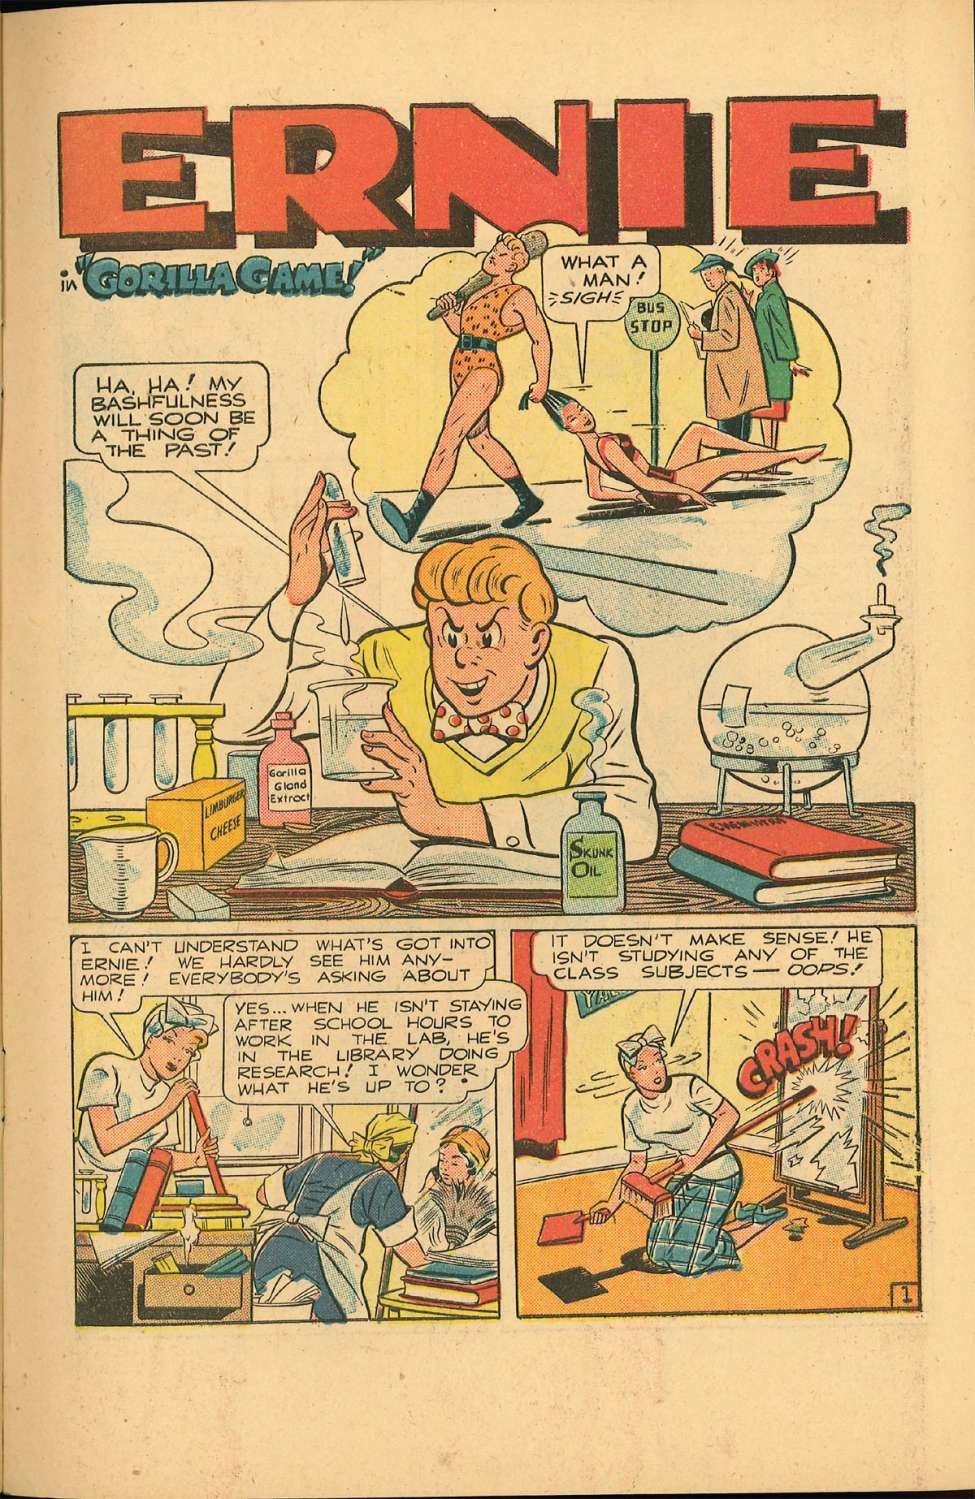 ERNIE
in "GORILLA GAME!"
WHAT A
MAN!
SIGH
BUS
STOP
HA, HA! MY
BASHFULNESS
WILL SOON BE
A THING OF
THE PAST!
Gorilla
Gland
Extract
LIMBURGER
CHEESE
SKUNK
OIL
I CAN'T UNDERSTAND WHAT'S GOT INTO
ERNIE! WE HARDLY SEE HIM ANY-
MORE! EVERYBODY'S ASKING ABOUT
HIM!
YES... WHEN HE ISN'T STAYING
AFTER SCHOOL HOURS TO
WORK IN THE LAB, HE'S
IN THE LIBRARY DOING
RESEARCH! I WONDER
WHAT HE'S UP TO?
IT DOESN'T MAKE SENSE! HE
ISN'T STUDYING ANY OF THE
CLASS SUBJECTS — OOPS!
CRASH!
1